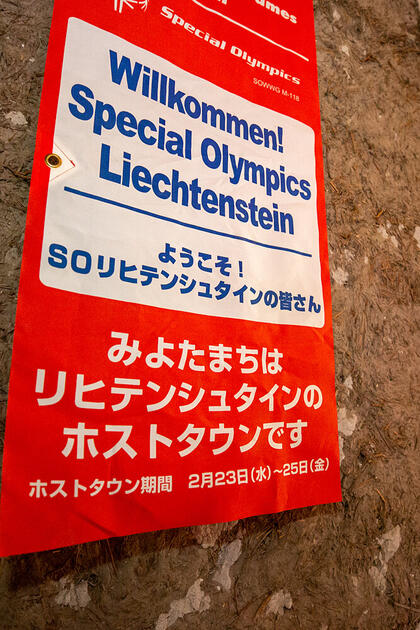 umes
Special Olympics
SOWWG M-118
Willkommen!
Special Olympics
Liechtenstein
ようこそ!
SOリヒテンシュタインの皆さん
みよたまちは
リヒテンシュタインの
ホストタウンです
ホストタウン期間 2月23日(水)~25日(金)